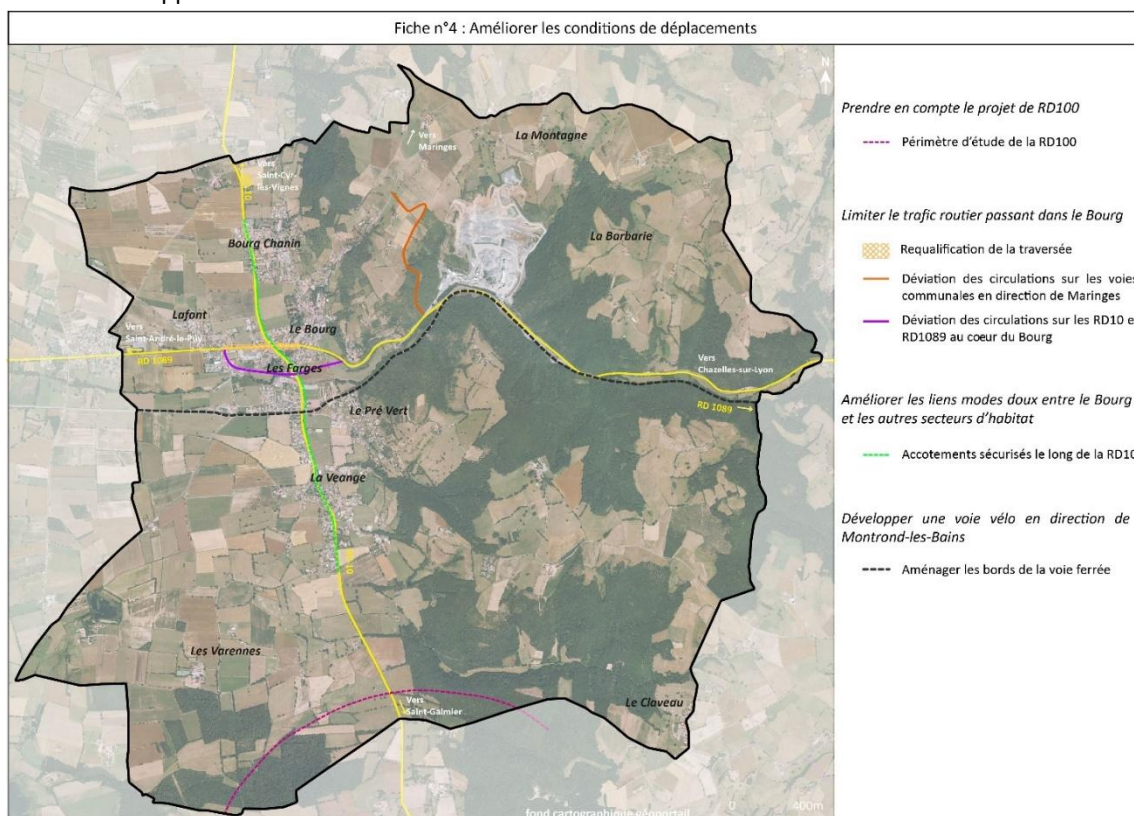 Fiche n°4 : Améliorer les conditions de déplacements
N
La Montagne
Vers
Maringes
Vers
Saint-Cyr-
les-Vignes
La Barbarie
Bourg Chanin
Lafont
Le Bourg
Vers
Saint-André-le-Puy
RD 1089
Les Farges
Vers
Chazelles-sur-Lyon
RD 1089
Le Pré Vert
La Veange
Les Varennes
Vers
Saint-Galmier
Le Claveau
fond cartographique géoportail
0 400m
Prendre en compte le projet de RD100
Périmètre d'étude de la RD100
Limiter le trafic routier passant dans le Bourg
Requalification de la traversée
Déviation des circulations sur les voies
communales en direction de Maringes
Déviation des circulations sur les RD10 e
RD1089 au coeur du Bourg
Améliorer les liens modes doux entre le Bourg
et les autres secteurs d'habitat
Accotements sécurisés le long de la RD10
Développer une voie vélo en direction de
Montrond-les-Bains
Aménager les bords de la voie ferrée